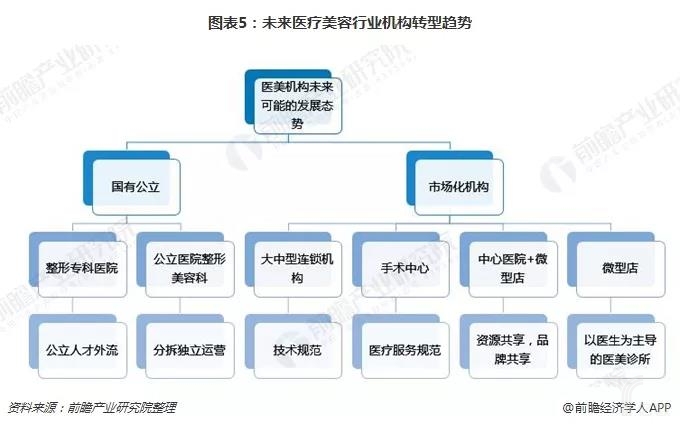 图表5：未来医疗美容行业机构转型趋势
医美机构未来
可能的发展态
势
国有公立
市场化机构
整形专科医院
公立医院整形
美容科
大中型连锁机
构
手术中心
中心医院+微
型店
微型店
公立人才外流
分拆独立运营
技术规范
医疗服务规范
资源共享，品
牌共享
以医生为主导
的医美诊所
资料来源：前瞻产业研究院整理
@前瞻经济学人APP
前瞻产业研究院